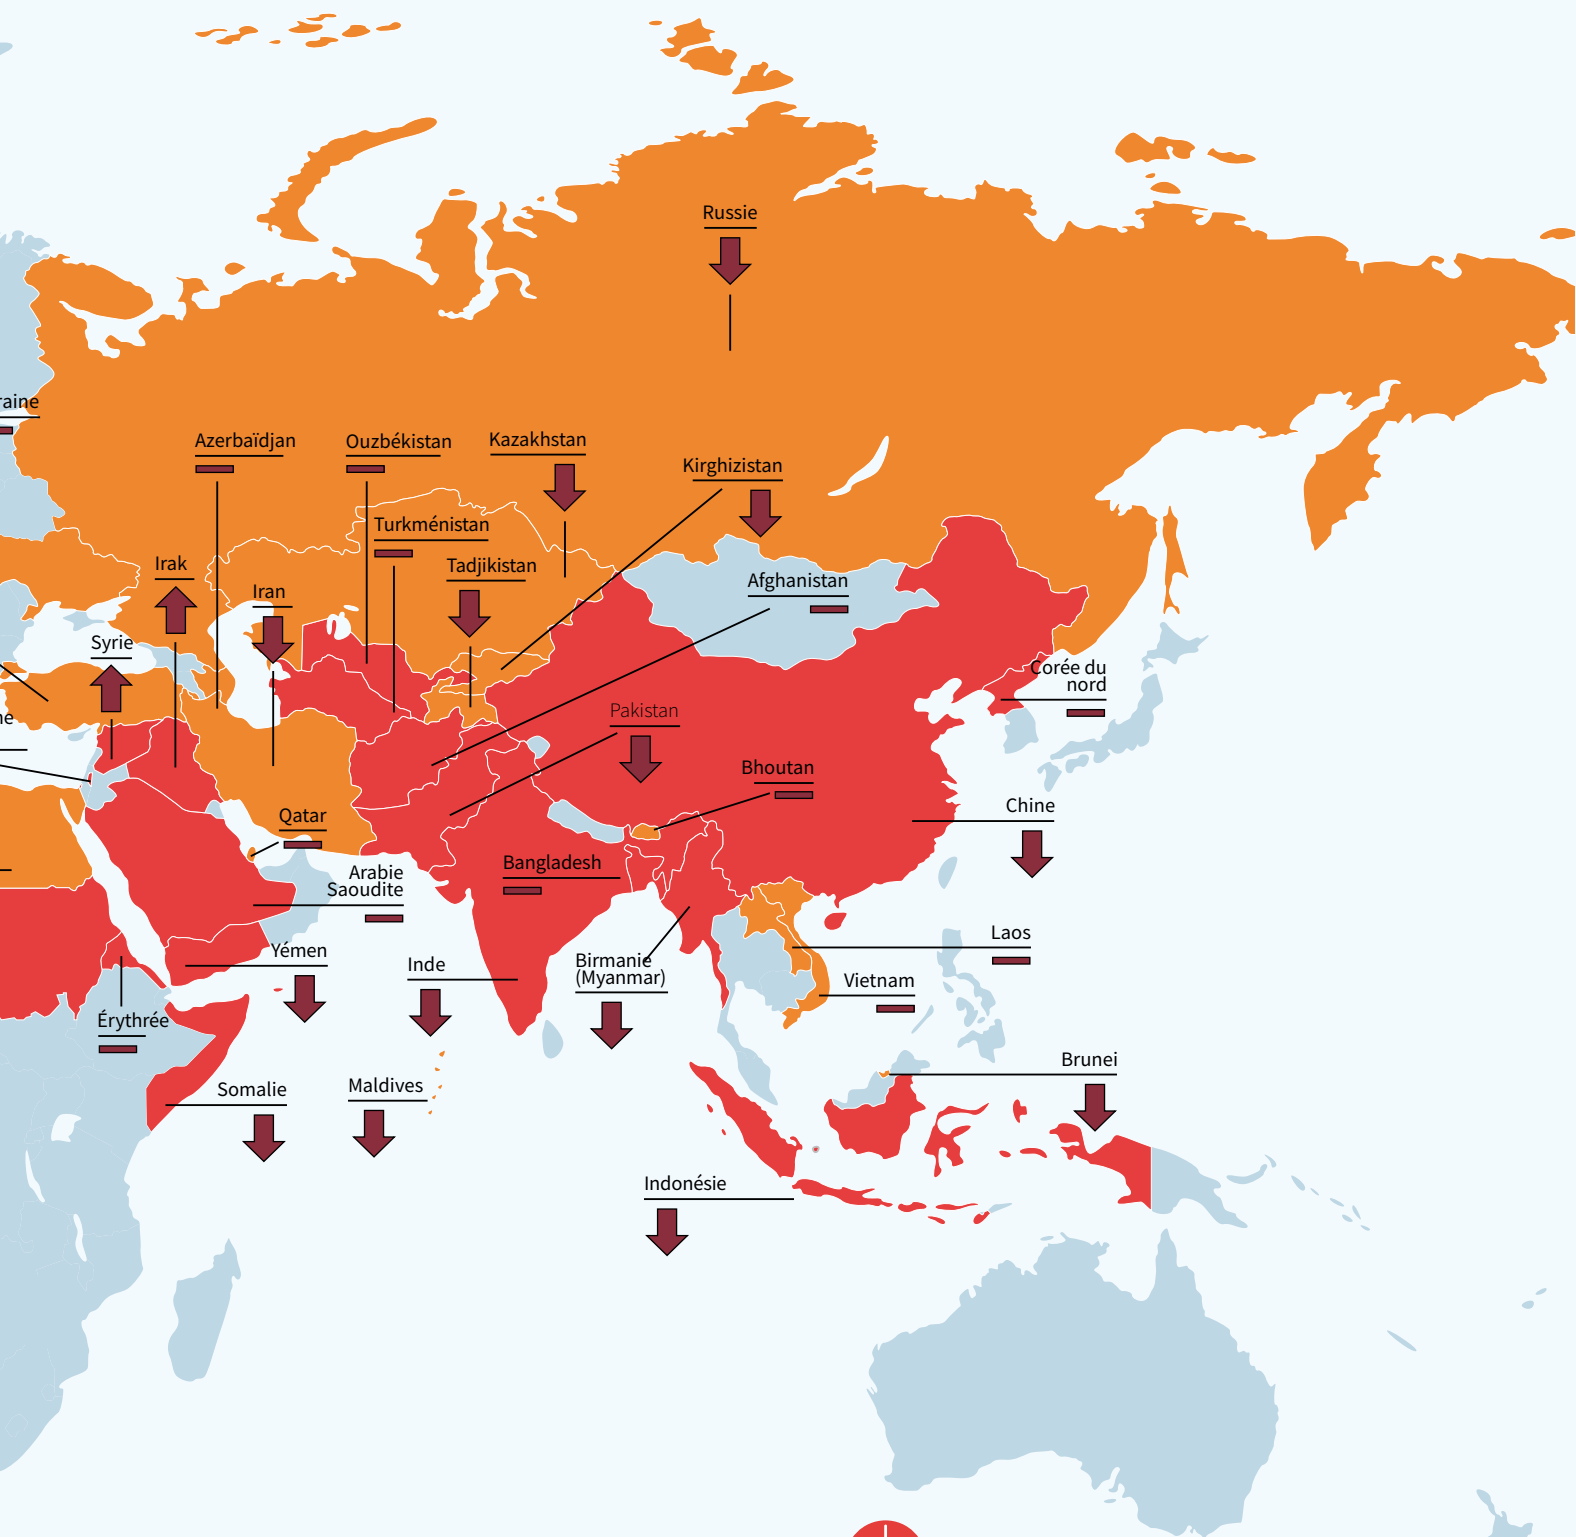 Russie
raine
Azerbaïdjan
Ouzbékistan
Kazakhstan
Kirghizistan
Turkménistan
Irak
Tadjikistan
Iran
Afghanistan
Syrie
Corée du
nord
Pakistan
ne
Bhoutan
Chine
Qatar
Bangladesh
Arabie
Saoudite
Laos
Yémen
Inde
Birmanie
(Myanmar)
Vietnam
Érythrée
Brunei
Somalie
Maldives
Indonésie